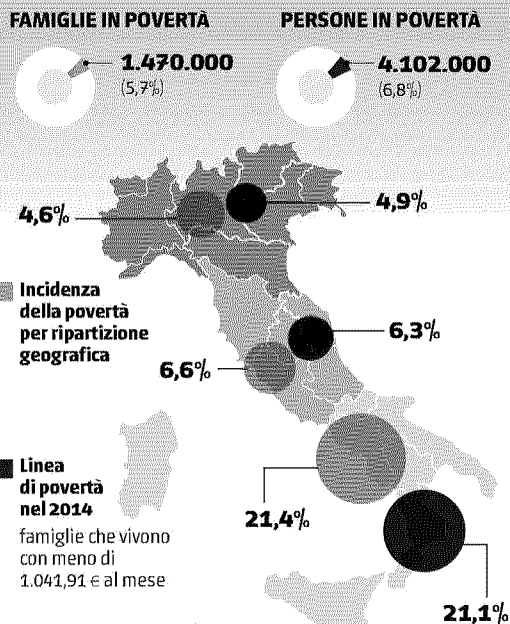 FAMIGLIE IN POVERTÀ
1.470.000
(5,7%)
PERSONE IN POVERTÀ
4.102.000
(6,8%)
4,6%
4,9%
Incidenza
della povertà
per ripartizione
geografica
6,3%
6,6%
Linea
di povertà
nel 2014
famiglie che vivono
con meno di
1.041,91 € al mese
21,4%
21,1%